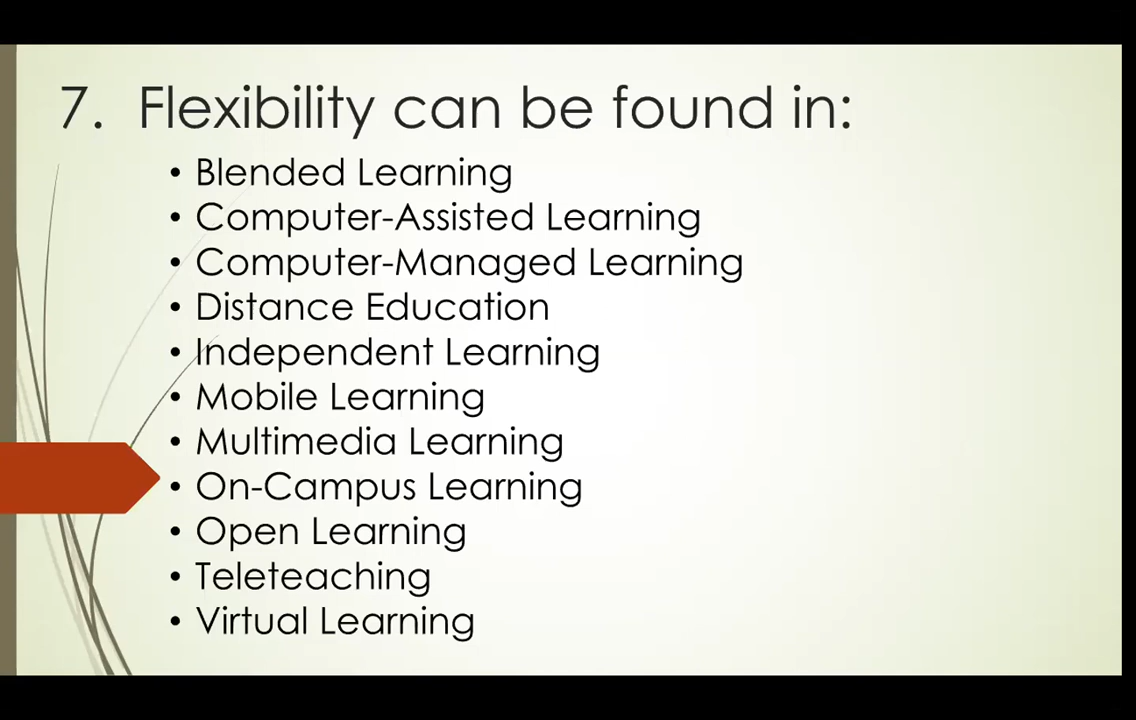 7. Flexibility can be found in:
• Blended Learning
• Computer-Assisted Learning
• Computer-Managed Learning
• Distance Education
• Independent Learning
• Mobile Learning
• Multimedia Learning
• On-Campus Learning
• Open Learning
• Teleteaching
• Virtual Learning